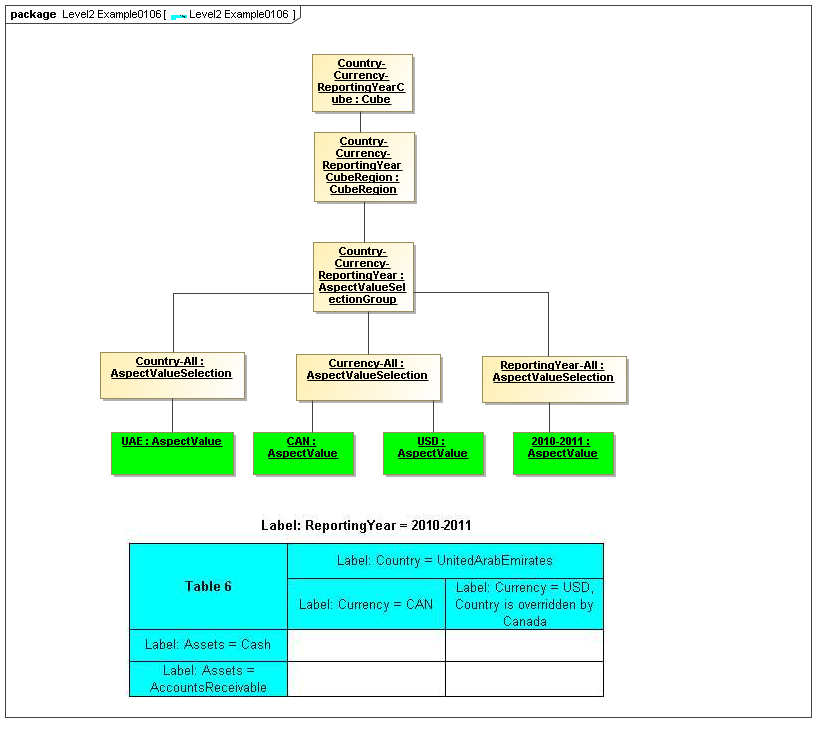 package Level2 Example0106 [ Level2 Example0106 ]
Country-
Currency-
ReportingYearC
ube : Cube
Country-
Currency-
ReportingYear
CubeRegion :
CubeRegion
Country-
Currency-
ReportingYear :
AspectValueSel
ectionGroup
Country-All :
AspectValueSelection
Currency-All :
AspectValueSelection
ReportingYear-All :
AspectValueSelection
UAE : AspectValue
CAN :
AspectValue
USD :
AspectValue
2010-2011 :
AspectValue
Label: ReportingYear = 2010-2011
Table 6
Label: Country = UnitedArabEmirates
Label: Currency = CAN
Label: Currency = USD,
Country is overridden by
Canada
Label: Assets = Cash
Label: Assets =
AccountsReceivable